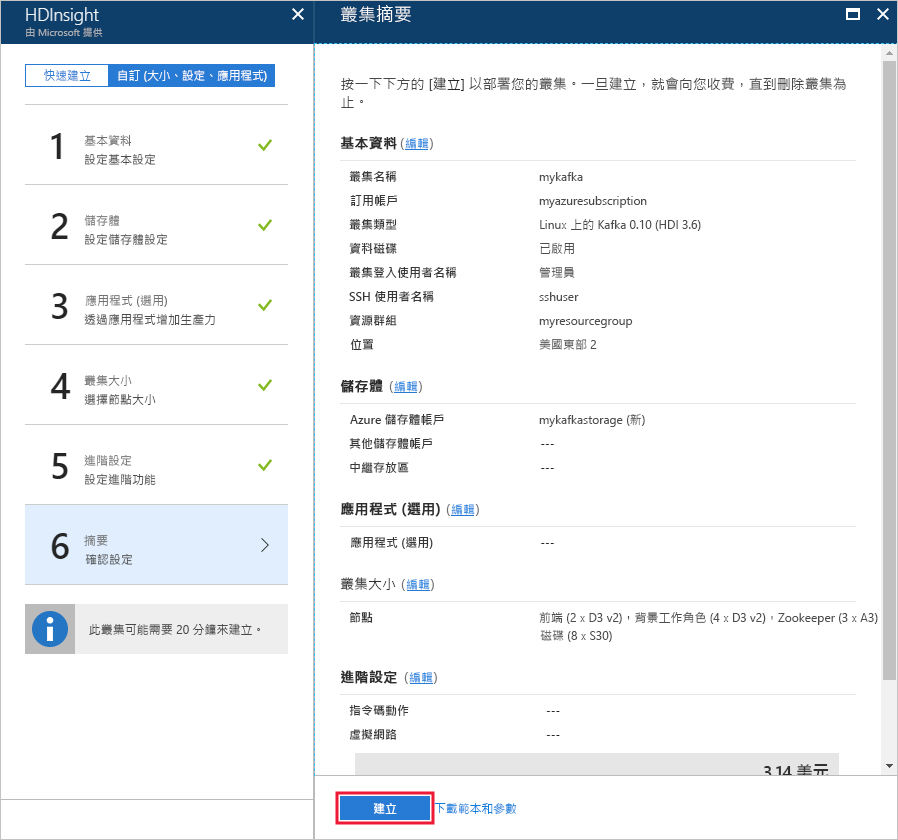 HDInsight
由 Microsoft 提供
快速建立
自訂 (大小、設定、應用程式)
1
基本資料
設定基本設定
2
儲存體
設定儲存體設定
3
應用程式 (選用)
透過應用程式增加生產力
4
叢集大小
選擇節點大小
5
進階設定
設定進階功能
6
摘要
確認設定
此叢集可能需要 20 分鐘來建立。
叢集摘要
按一下下方的 [建立] 以部署您的叢集。一旦建立，就會向您收費，直到刪除叢集為
止。
基本資料 (編輯)
叢集名稱 mykafka
訂用帳戶 myazuresubscription
叢集類型 Linux 上的 Kafka 0.10 (HDI 3.6)
資料磁碟 已啟用
叢集登入使用者名稱 管理員
SSH 使用者名稱 sshuser
資源群組 myresourcegroup
位置 美國東部 2
儲存體 (編輯)
Azure 儲存體帳戶 mykafkastorage (新)
其他儲存體帳戶 ---
中繼存放區 ---
應用程式 (選用) (編輯)
應用程式 (選用) ---
叢集大小 (編輯)
節點 前端 (2 x D3 v2)，背景工作角色 (4 x D3 v2)，Zookeeper (3 x A3)
磁碟 (8 x S30)
進階設定 (編輯)
指令碼動作 ---
虛擬網路 ---
3.14 美元
建立
下載範本和參數